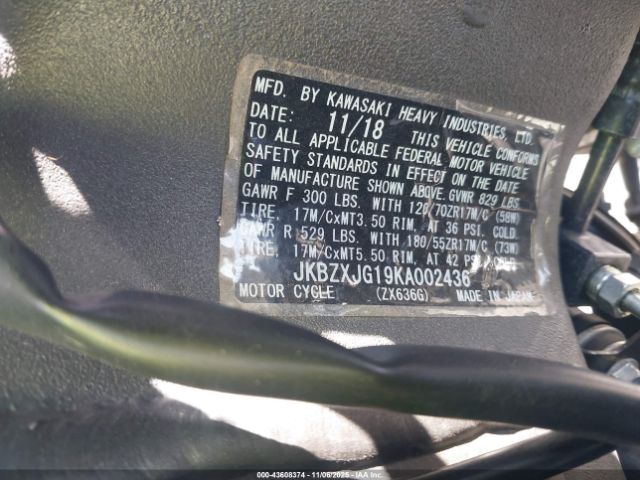 MFD. BY KAWASAKI HEAVY INDUSTRIES, LTD.
DATE: 11/18 THIS VEHICLE CONFORMS
TO ALL APPLICABLE FEDERAL MOTOR VEHICLE
SAFETY STANDARDS IN EFFECT ON THE DATE
OF MANUFACTURE SHOWN ABOVE. GVWR 829 LBS.
GAWR F 300 LBS. WITH 120/70ZR17M/C (58W)
TIRE, 17M/CxMT3.50 RIM, AT 36 PSI. COLD.
GAWR R 529 LBS. WITH 180/55ZR17M/C (73W)
TIRE, 17M/CxMT5.50 RIM, AT 42 PSI. COLD.
JKBZXJG19KA002436
MOTOR CYCLE (ZX636G) MADE IN JAPAN
000-43608374 - 11/06/2025 - © IAA Holdings, LLC